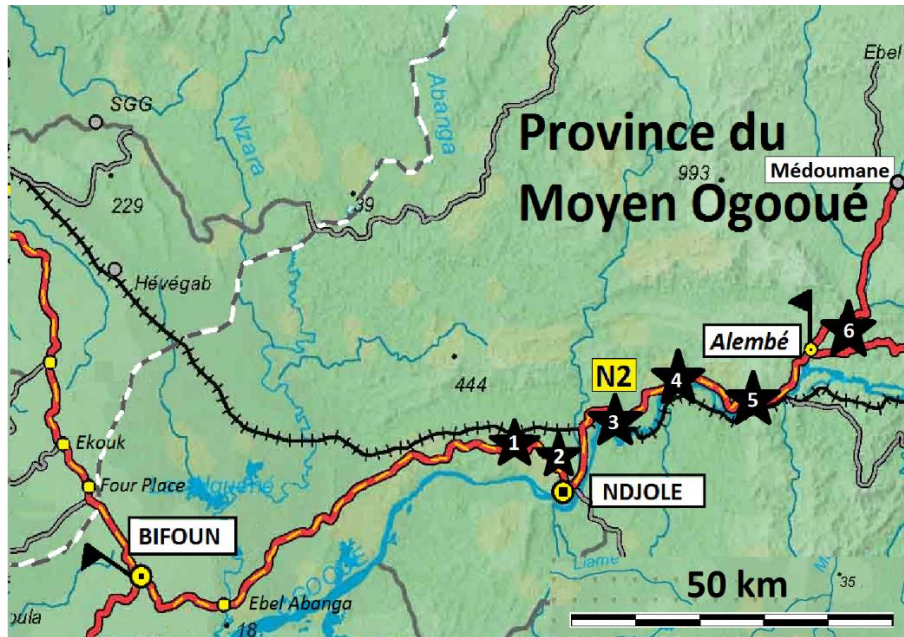 Ebel
SGG
Abanga
Nzara
Province du
Moyen Ogooué
993
Médoumane
229
39
Hévégab
Alembé
6
444
N2
4
5
3
1
2
Ekouk
Four Place
NDJOLE
BIFOUN
Liame
50 km
35
Ebel Abanga
18